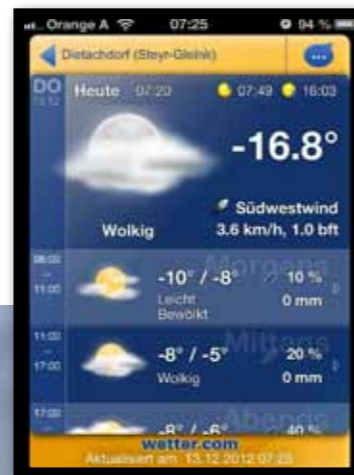 Orange A 07:25 94 %
Dietachdorf (Steyr-Gleink)
DO
13.12
Heute 07:20 07:49 16:03
-16.8°
Südwestwind
Wolkig 3.6 km/h, 1.0 bft
Morgens
08:00
-
11:00
-10° / -8° 10 %
Leicht
Bewölkt
0 mm
Mittags
11:00
-
17:00
-8° / -5° 20 %
Wolkig 0 mm
Abends
17:00
-8° / -6° 40 %
wetter.com
Aktualisiert am 13.12.2012 07:25